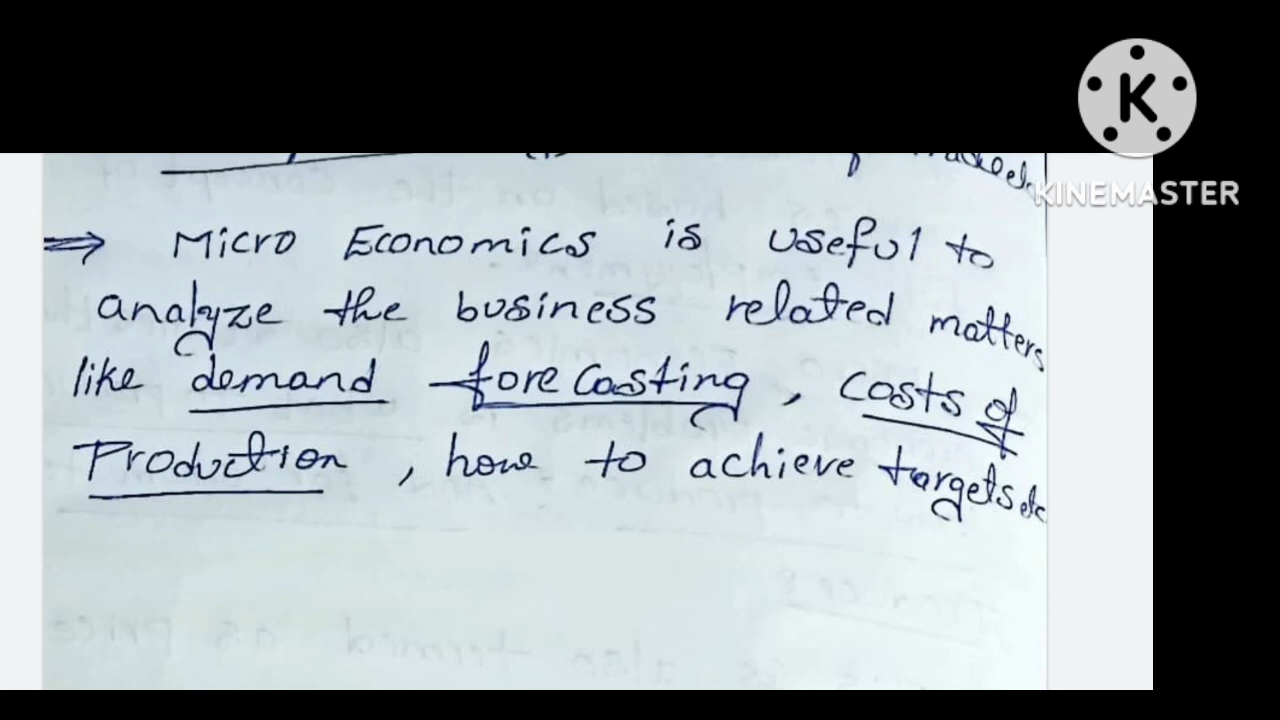 K
KINEMASTER
⇒ Micro Economics is useful to
analyze the business related matters
like demand forecasting, costs of
Production, how to achieve targets etc